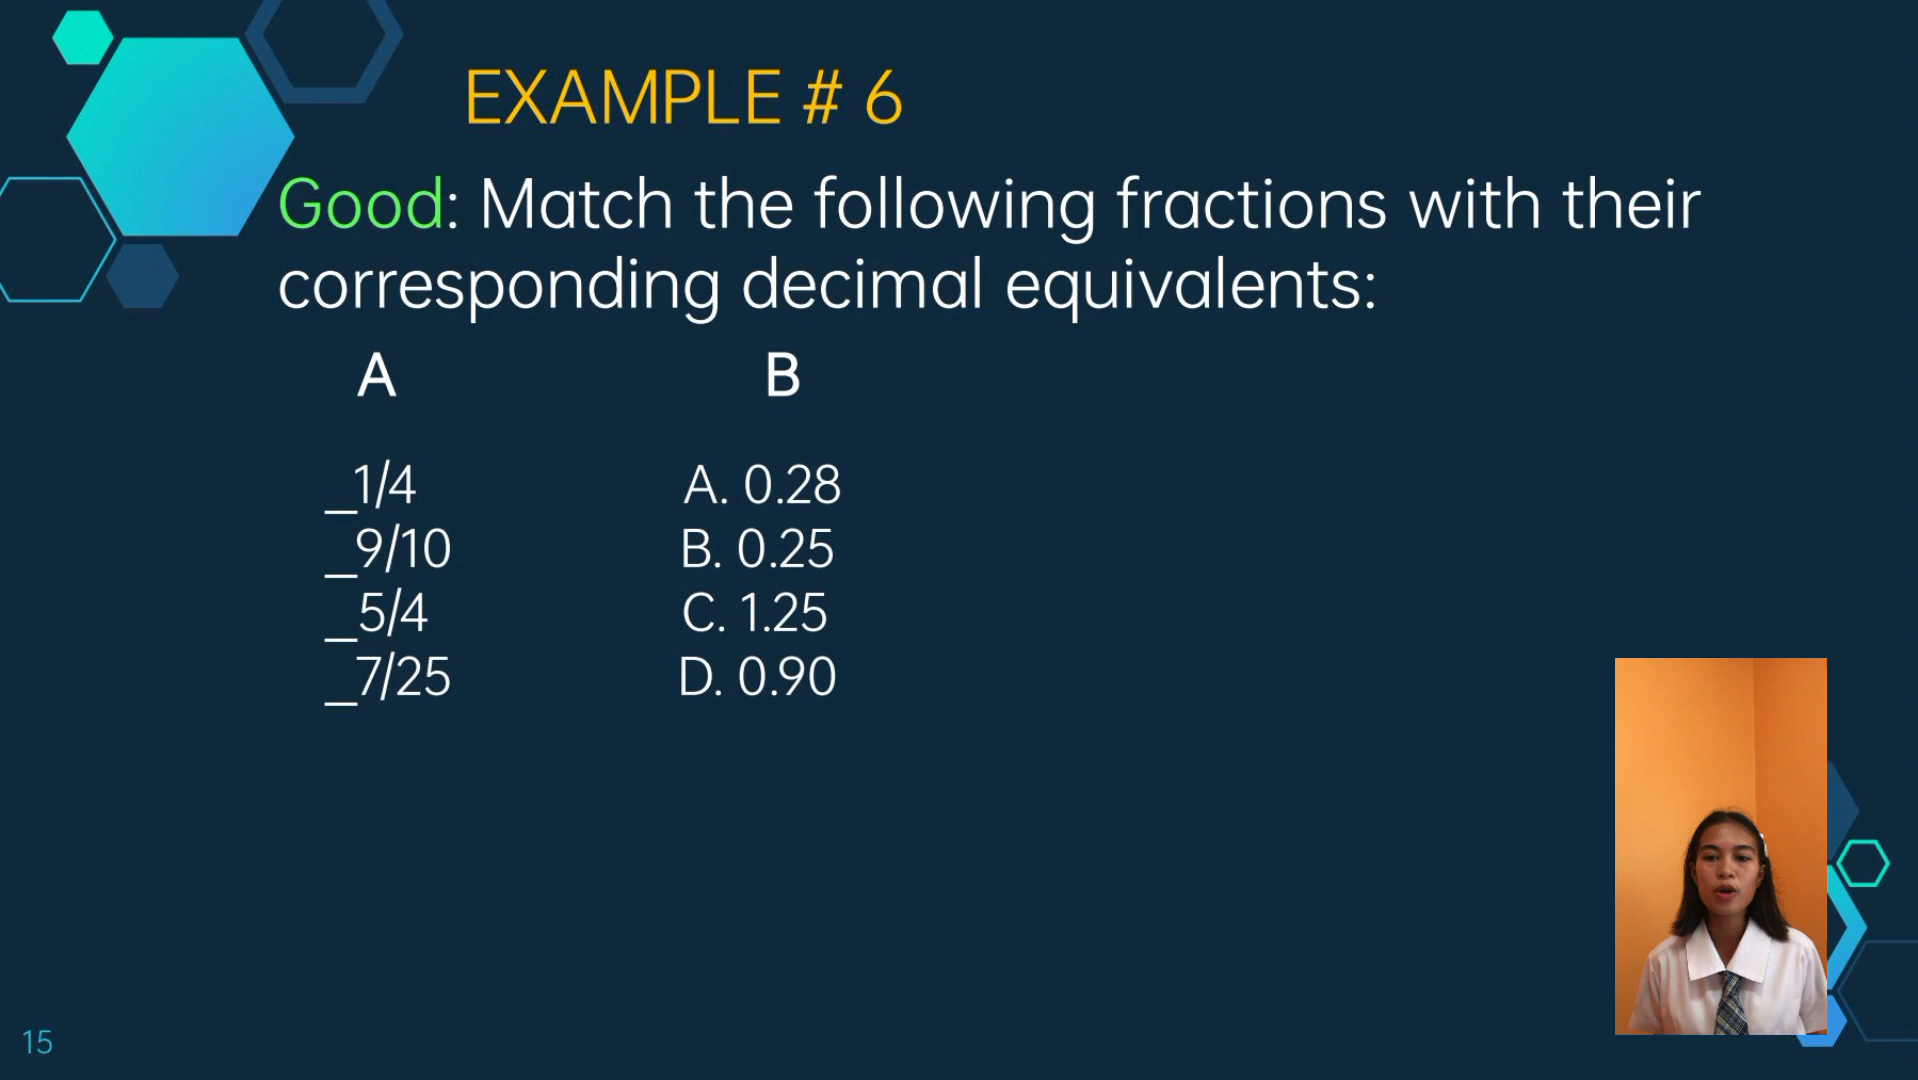 EXAMPLE # 6
Good: Match the following fractions with their
corresponding decimal equivalents:
A B
_1/4 A. 0.28
_9/10 B. 0.25
_5/4 C. 1.25
_7/25 D. 0.90
15